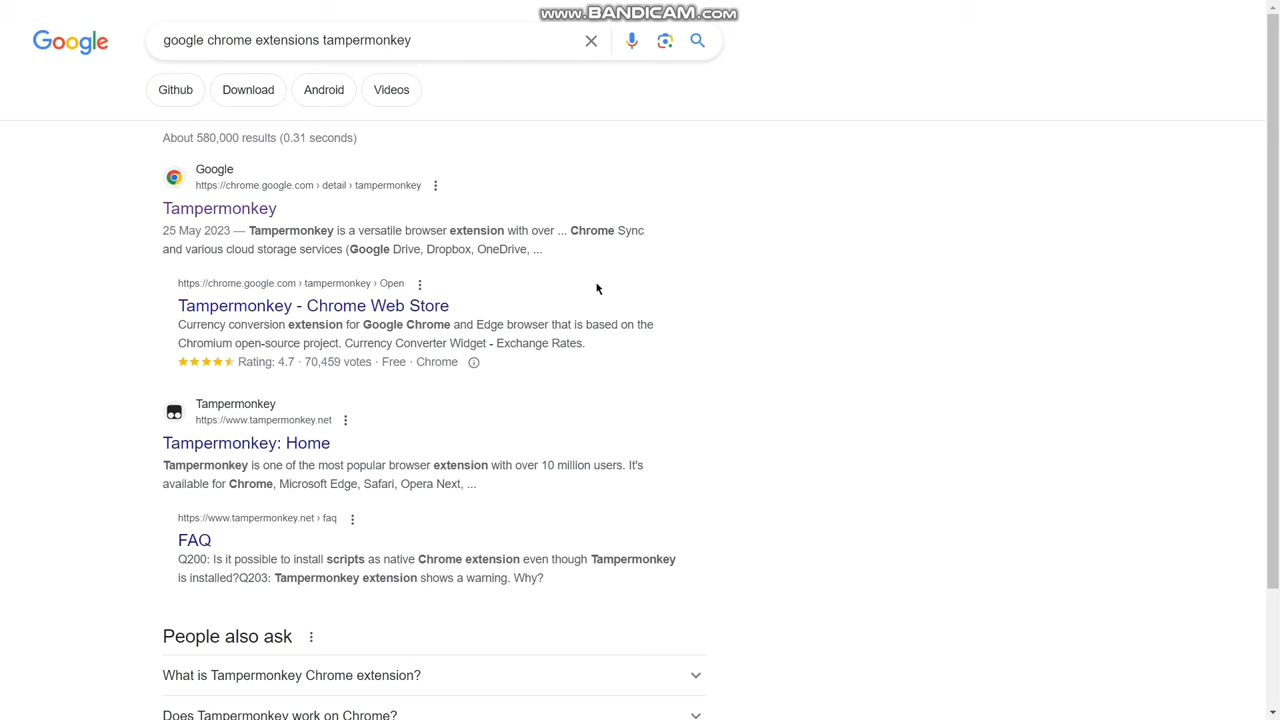 www.BANDICAM.com
Google
google chrome extensions tampermonkey
Github
Download
Android
Videos
About 580,000 results (0.31 seconds)
Google
https://chrome.google.com › detail › tampermonkey
Tampermonkey
25 May 2023 — Tampermonkey is a versatile browser extension with over ... Chrome Sync
and various cloud storage services (Google Drive, Dropbox, OneDrive, ...
https://chrome.google.com › tampermonkey › Open
Tampermonkey - Chrome Web Store
Currency conversion extension for Google Chrome and Edge browser that is based on the
Chromium open-source project. Currency Converter Widget - Exchange Rates.
Rating: 4.7 · 70,459 votes · Free · Chrome
Tampermonkey
https://www.tampermonkey.net
Tampermonkey: Home
Tampermonkey is one of the most popular browser extension with over 10 million users. It's
available for Chrome, Microsoft Edge, Safari, Opera Next, ...
https://www.tampermonkey.net › faq
FAQ
Q200: Is it possible to install scripts as native Chrome extension even though Tampermonkey
is installed?Q203: Tampermonkey extension shows a warning. Why?
People also ask
What is Tampermonkey Chrome extension?
Does Tampermonkey work on Chrome?